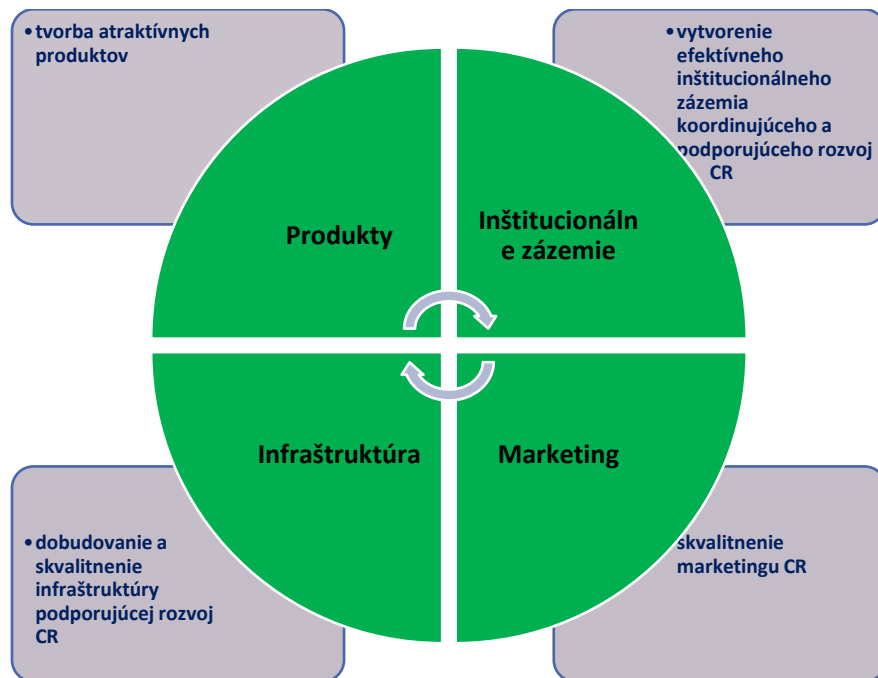 •tvorba atraktívnych
produktov
•vytvorenie
efektívneho
inštitucionálneho
zázemia
koordinujúceho a
podporujúceho rozvoj
CR
Produkty
Inštitucionáln
e zázemie
Infraštruktúra
Marketing
•dobudovanie a
skvalitnenie
infraštruktúry
podporujúcej rozvoj
CR
skvalitnenie
marketingu CR